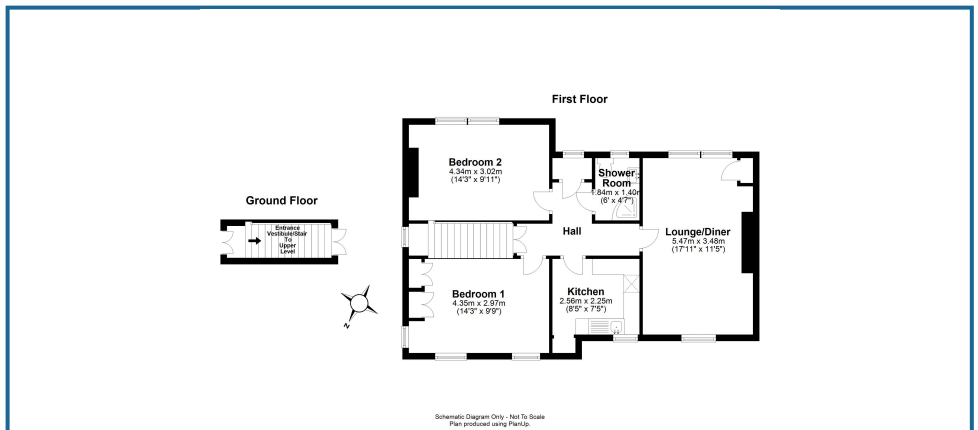 First Floor
Bedroom 2
4.34m x 3.02m
(14'3" x 9'11")
Shower
Room
1.84m x 1.40m
(6' x 4'7")
Lounge/Diner
5.47m x 3.48m
(17'11" x 11'5")
Hall
Bedroom 1
4.35m x 2.97m
(14'3" x 9'9")
Kitchen
2.56m x 2.25m
(8'5" x 7'5")
Ground Floor
Entrance
Vestibule/Stair
To
Upper
Level
N
Schematic Diagram Only - Not To Scale
Plan produced using PlanUp.